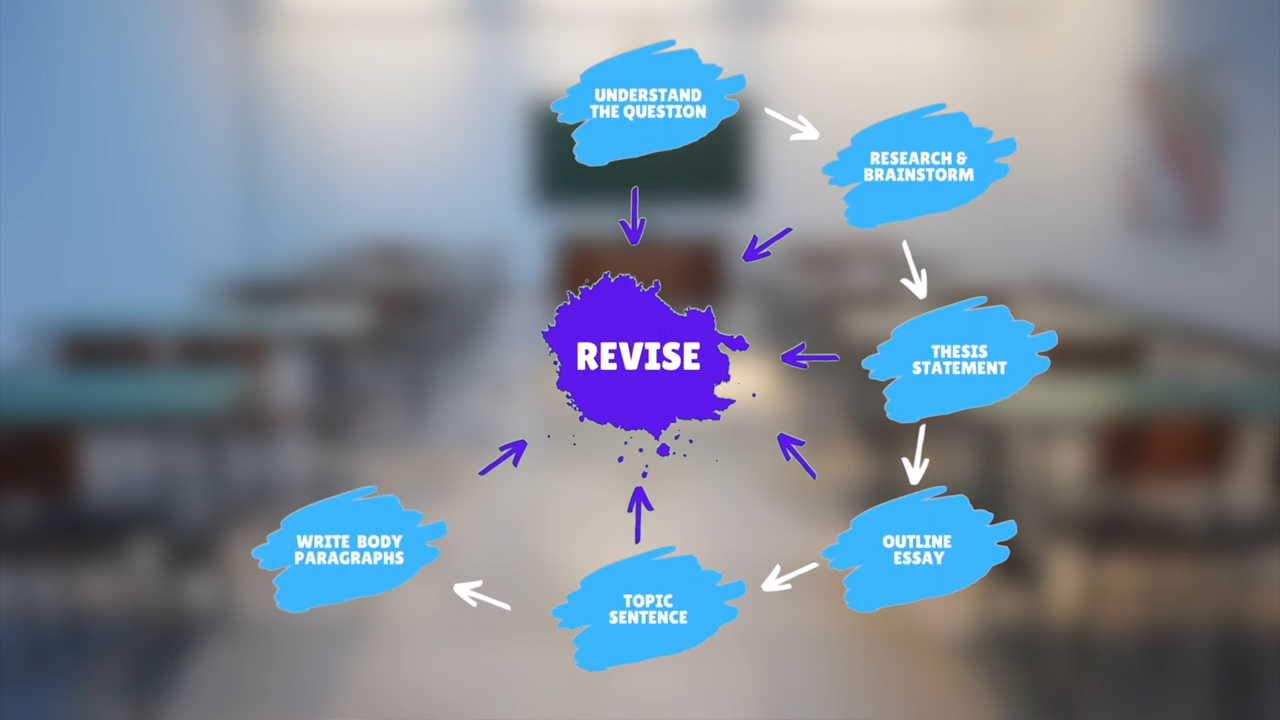 UNDERSTAND
THE QUESTION
RESEARCH &
BRAINSTORM
THESIS
STATEMENT
OUTLINE
ESSAY
TOPIC
SENTENCE
WRITE BODY
PARAGRAPHS
REVISE